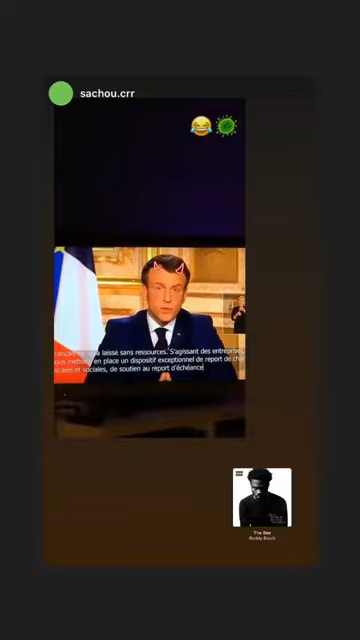 sachou.crr
laissé sans ressources. S'agissant des entreprises,
en place un dispositif exceptionnel de report de
et sociales, de soutien au report d'échéance
The Box
Roddy Ricch